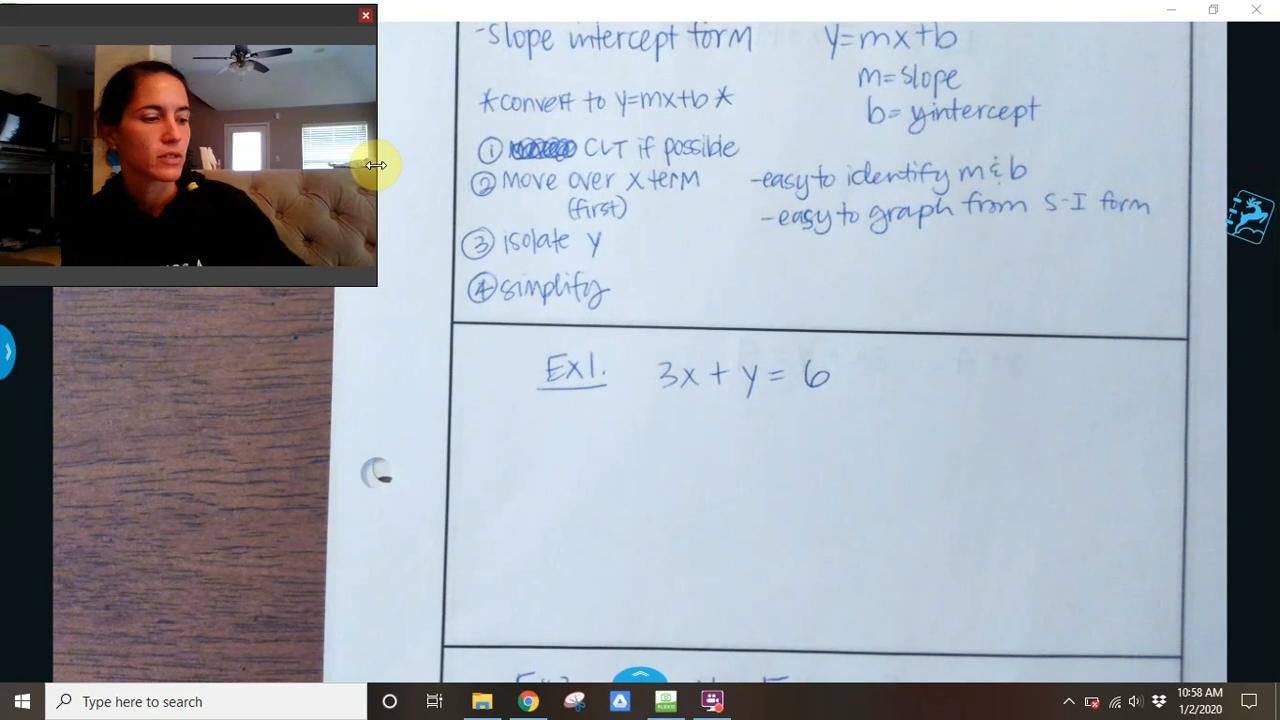 -slope intercept form y=mx+b
m=slope
*convert to y=mx+b* b= yintercept
① CLT if possible
② Move over x term -easy to identify m & b
(first) -easy to graph from S-I form
③ isolate y
④ simplify
Ex1. 3x + y = 6
Type here to search
10:58 AM
1/2/2020